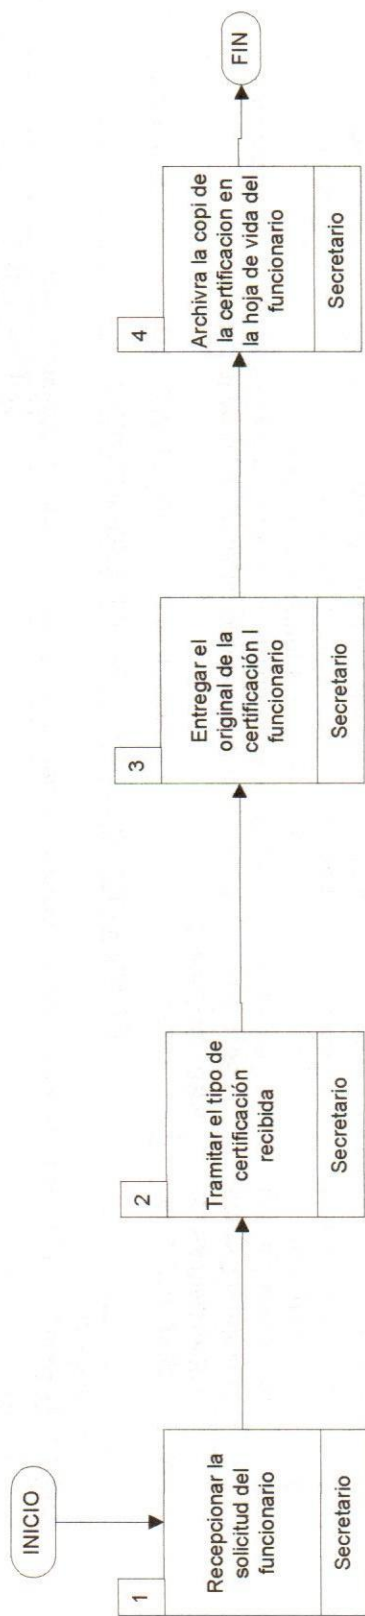 INICIO
1
Recepcionar la
solicitud del
funcionario
Secretario
2
Tramitar el tipo de
certificación
recibida
Secretario
3
Entregar el
original de la
certificación l
funcionario
Secretario
4
Archivra la copi de
la certificacion en
la hoja de vida del
funcionario
Secretario
FIN